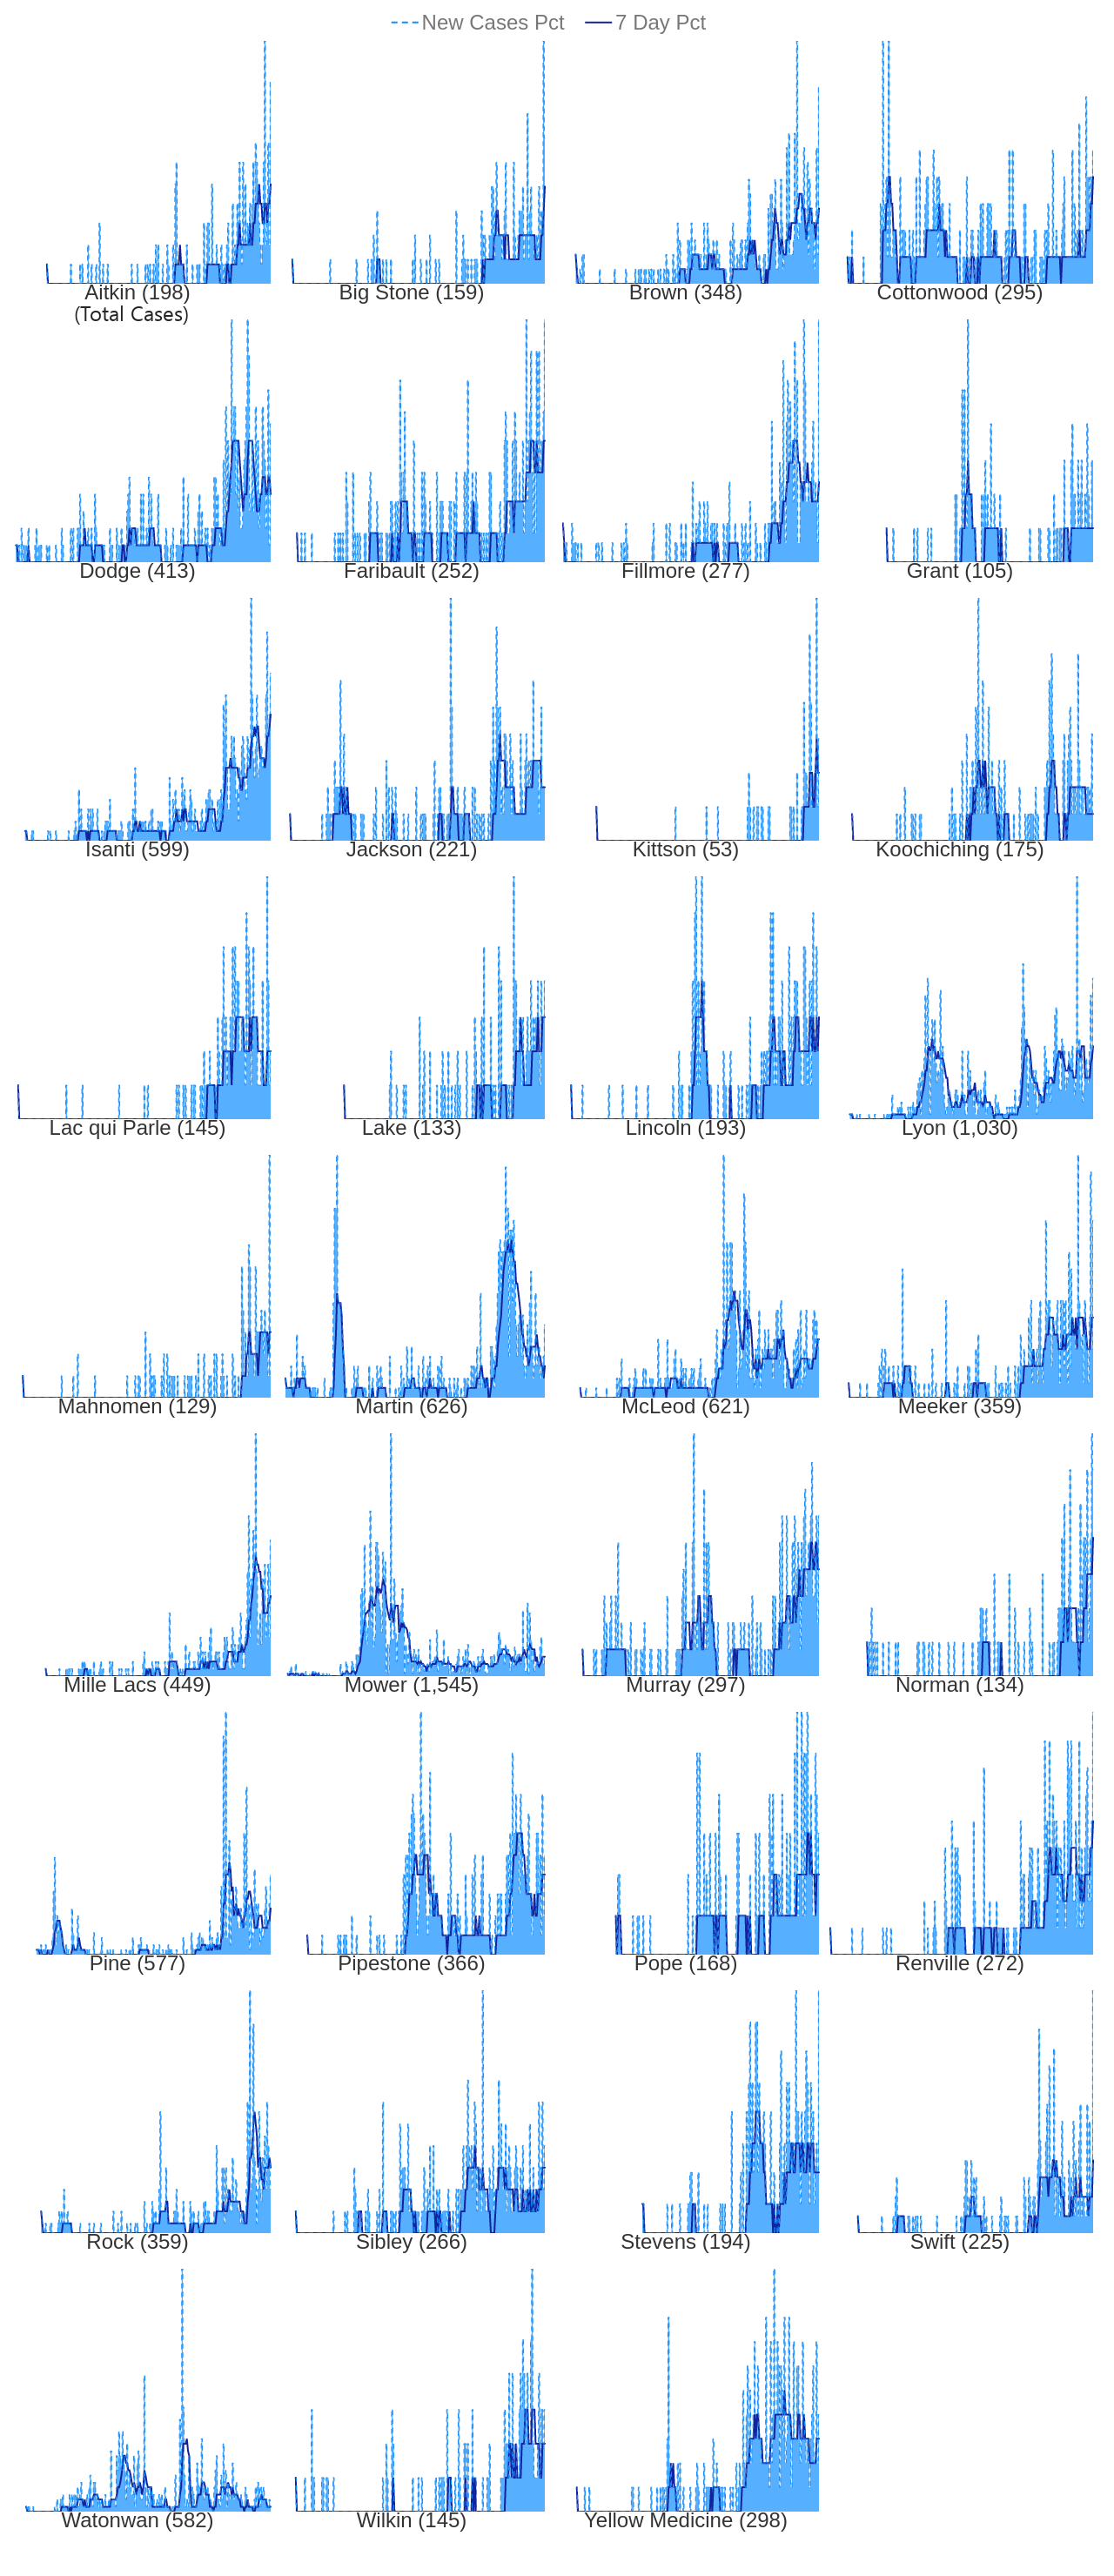 New Cases Pct 7 Day Pct
Aitkin (198) Big Stone (159) Brown (348) Cottonwood (295)
(Total Cases)
Dodge (413) Faribault (252) Fillmore (277) Grant (105)
Isanti (599) Jackson (221) Kittson (53) Koochiching (175)
Lac qui Parle (145) Lake (133) Lincoln (193) Lyon (1,030)
Mahnomen (129) Martin (626) McLeod (621) Meeker (359)
Mille Lacs (449) Mower (1,545) Murray (297) Norman (134)
Pine (577) Pipestone (366) Pope (168) Renville (272)
Rock (359) Sibley (266) Stevens (194) Swift (225)
Watonwan (582) Wilkin (145) Yellow Medicine (298)